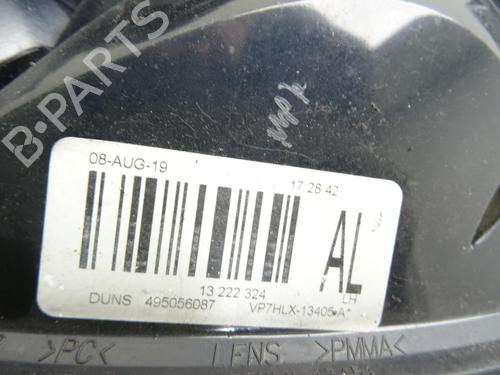 B-PARTS
08-AUG-19 17:28:42
AL
LH
13 222 324
DUNS 495056087 VP7HLX-13405-A*
>PC< LENS >PMMA<